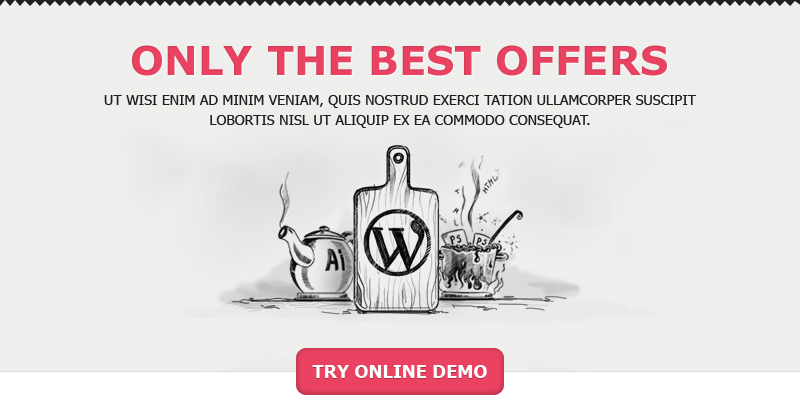 ONLY THE BEST OFFERS
UT WISI ENIM AD MINIM VENIAM, QUIS NOSTRUD EXERCI TATION ULLAMCORPER SUSCIPIT
LOBORTIS NISL UT ALIQUIP EX EA COMMODO CONSEQUAT.
HTML
PS PS
Ai
W
TRY ONLINE DEMO